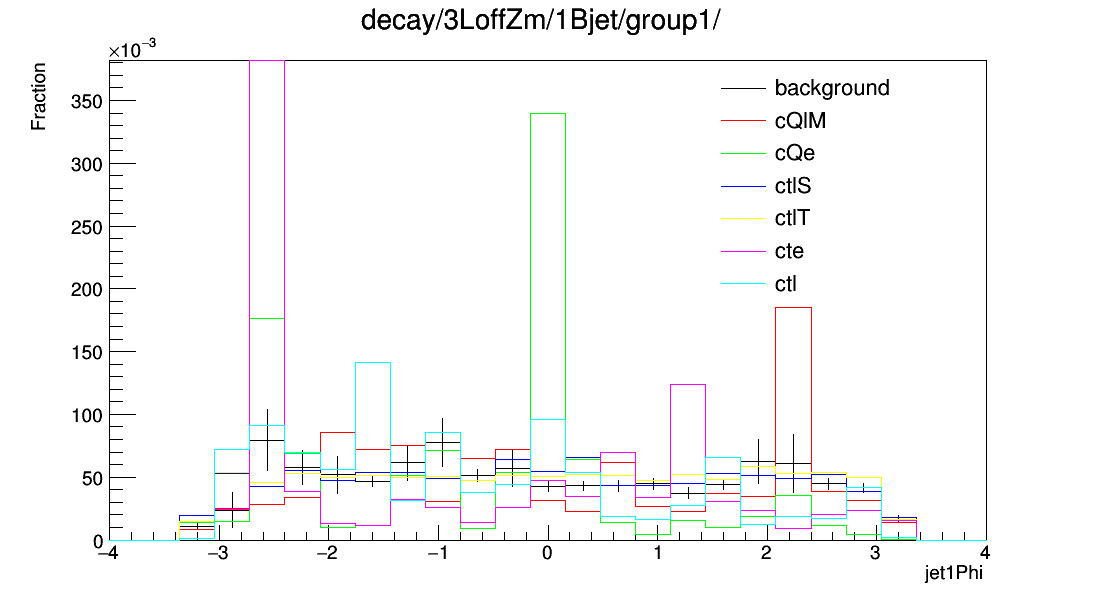 decay/3LoffZm/1Bjet/group1/
×10⁻³
Fraction
background
cQlM
cQe
ctlS
ctlT
cte
ctl
350
300
250
200
150
100
50
0
−4 −3 −2 −1 0 1 2 3 4
jet1Phi